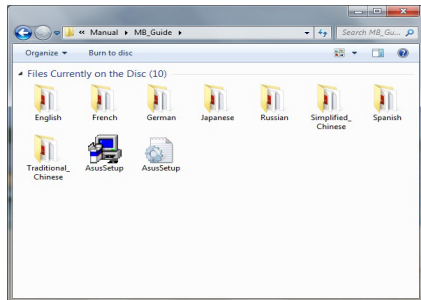 « Manual ▸ MB_Guide ▸
Search MB_Gu...
Organize ▾ Burn to disc
Files Currently on the Disc (10)
English French German Japanese Russian Simplified_ Spanish
Chinese
Traditional_ AsusSetup AsusSetup
Chinese